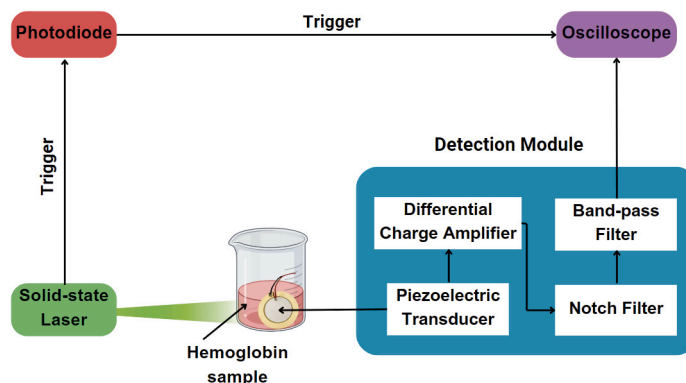 Photodiode
Trigger
Oscilloscope
Trigger
Detection Module
Differential
Charge Amplifier
Band-pass
Filter
Solid-state
Laser
Piezoelectric
Transducer
Notch Filter
Hemoglobin
sample